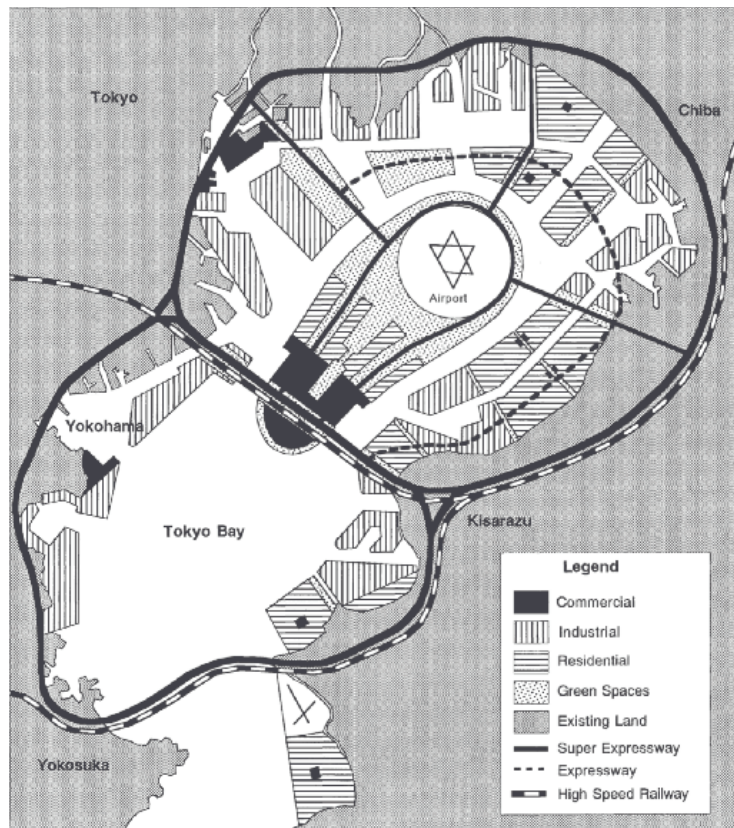 Tokyo
Chiba
Airport
Yokohama
Tokyo Bay
Kisarazu
Yokosuka
Legend
Commercial
Industrial
Residential
Green Spaces
Existing Land
Super Expressway
Expressway
High Speed Railway